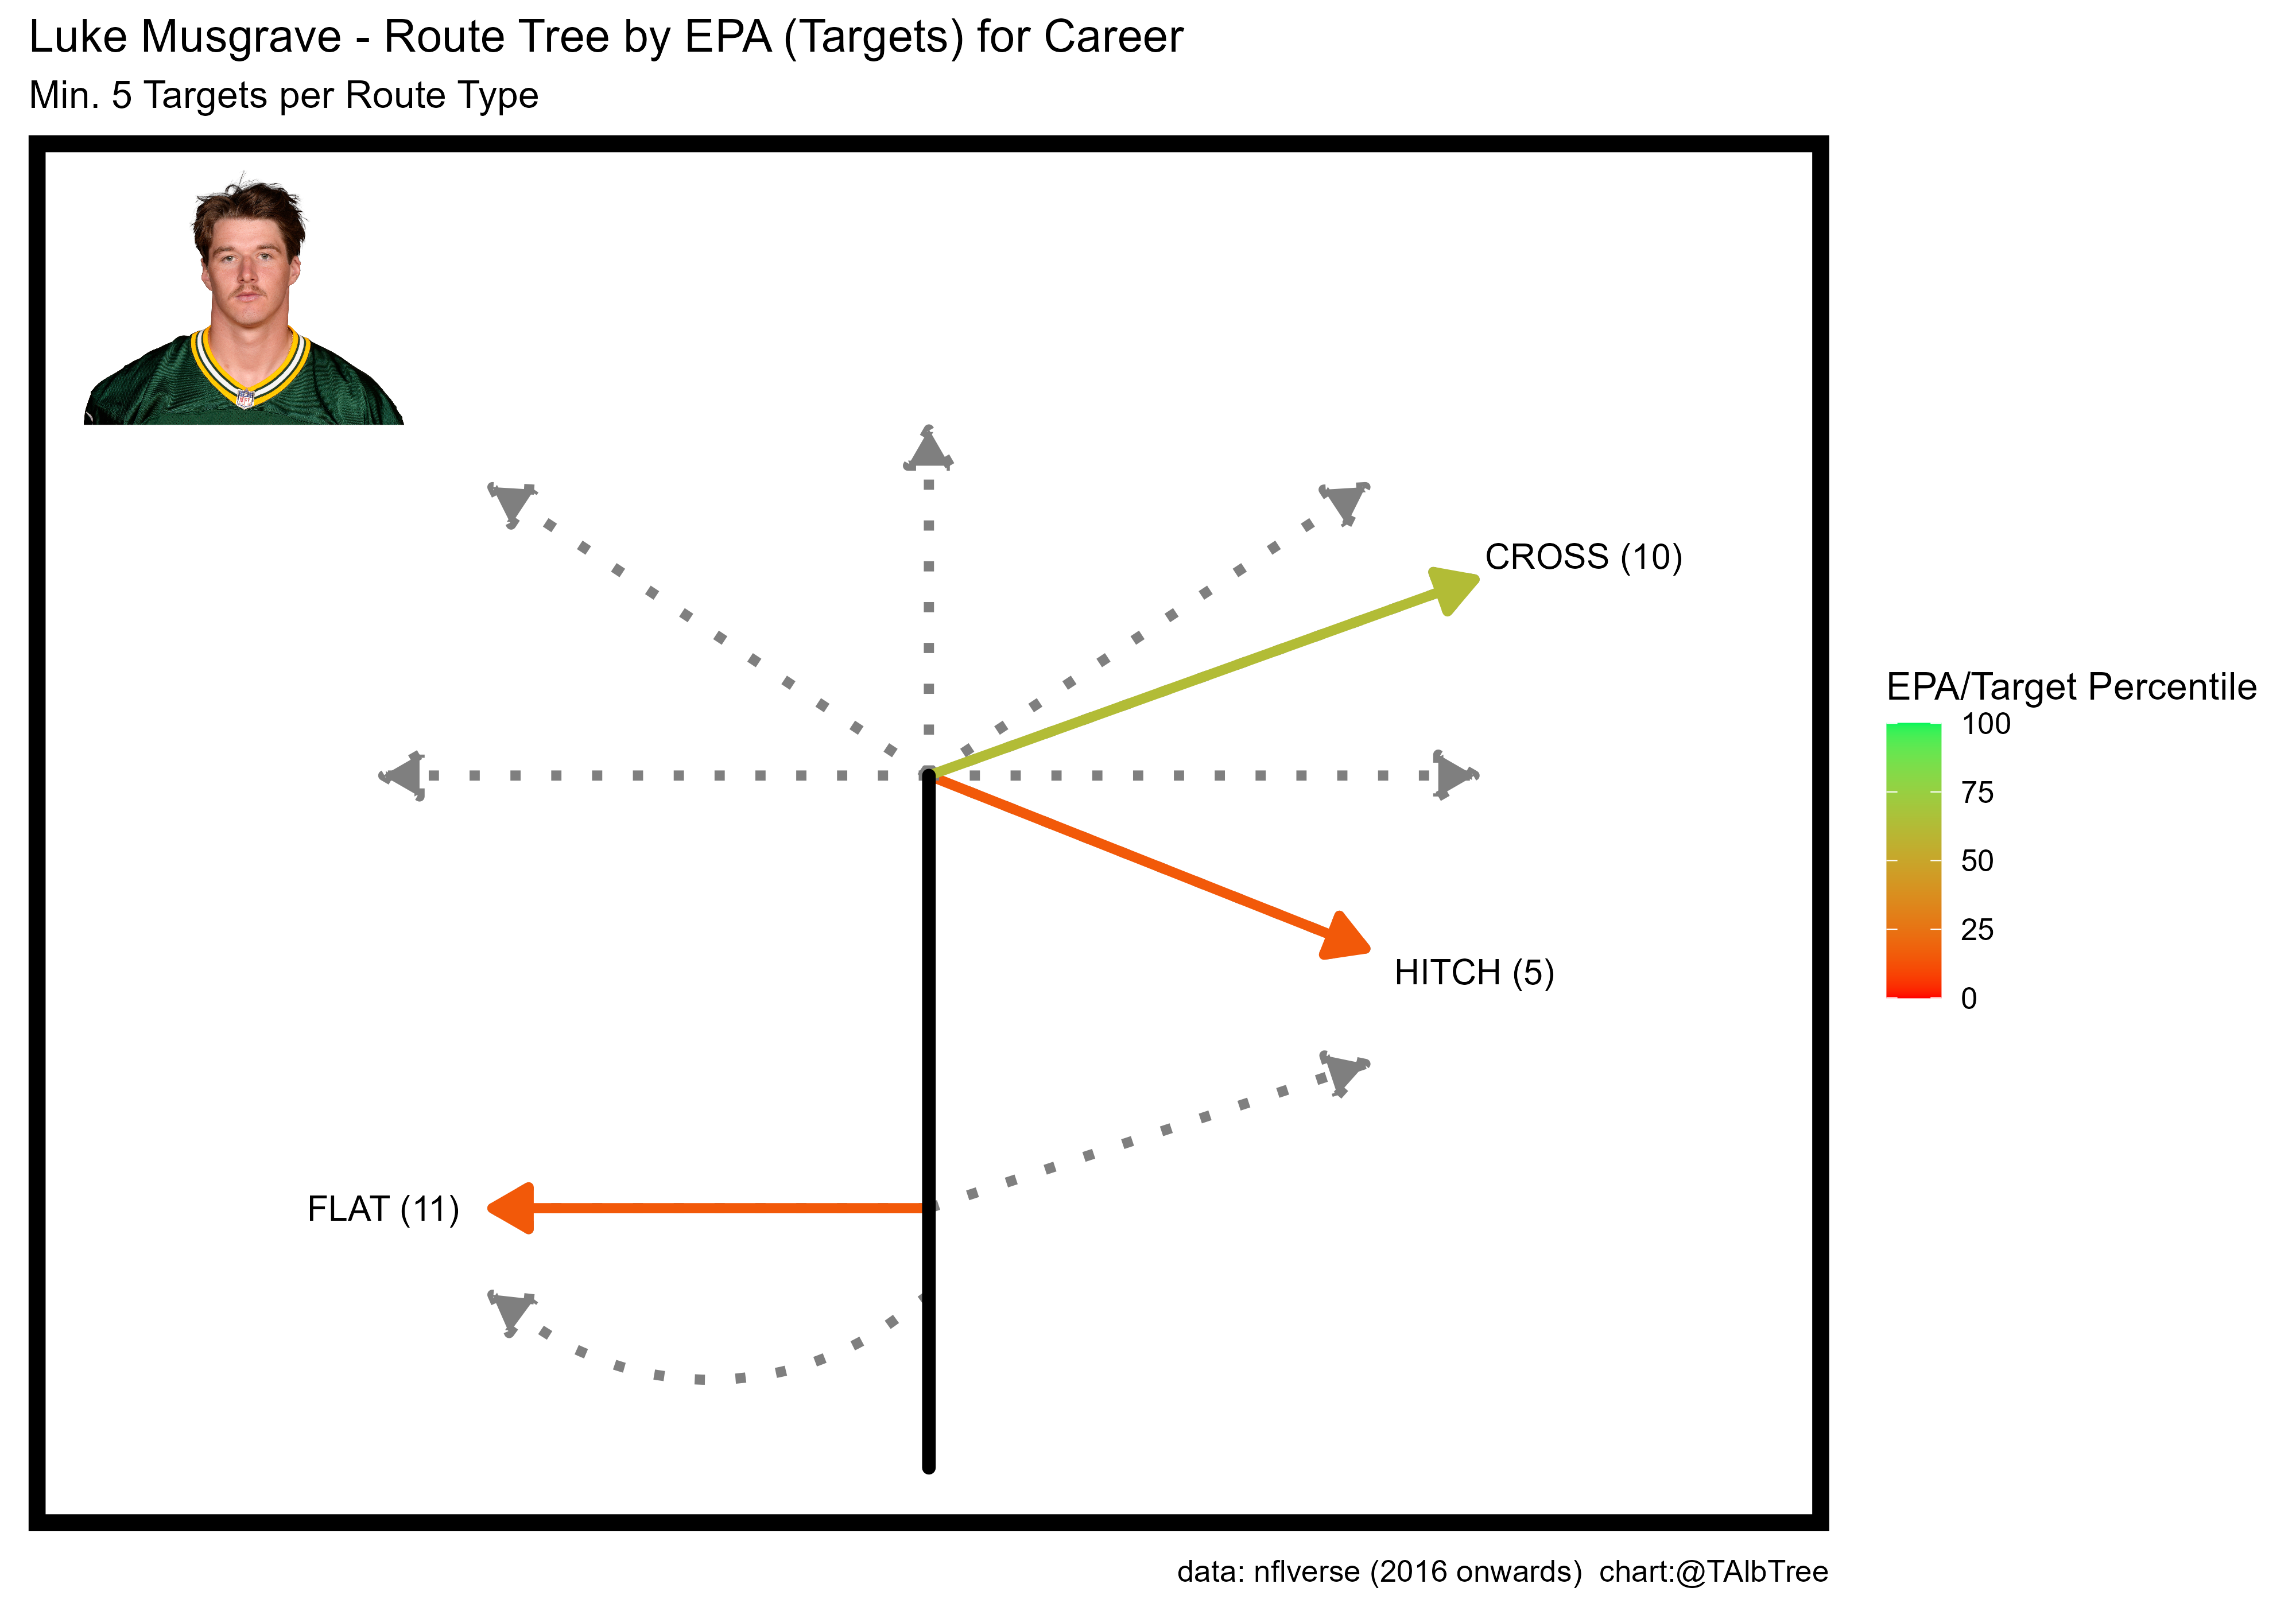 Luke Musgrave - Route Tree by EPA (Targets) for Career
Min. 5 Targets per Route Type
CROSS (10)
EPA/Target Percentile
100
75
50
25
0
HITCH (5)
FLAT (11)
data: nflverse (2016 onwards)  chart:@TAlbTree